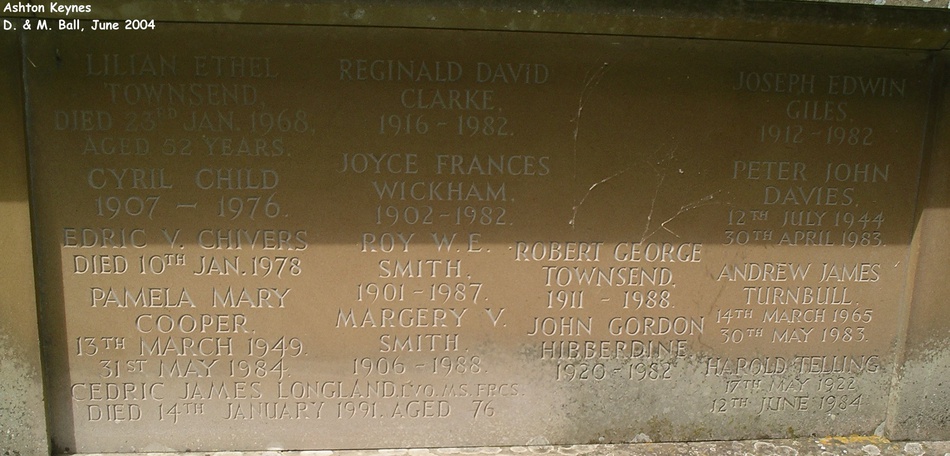 Ashton Keynes
D. & M. Ball, June 2004
LILIAN ETHEL
TOWNSEND,
DIED 23RD JAN. 1968,
AGED 52 YEARS.
CYRIL CHILD
1907 - 1976.
EDRIC V. CHIVERS
DIED 10TH JAN. 1978
PAMELA MARY
COOPER.
13TH MARCH 1949.
31ST MAY 1984.
CEDRIC JAMES LONGLAND. LVO. MS. FRCS.
DIED 14TH JANUARY 1991. AGED 76
REGINALD DAVID
CLARKE,
1916 - 1982.
JOYCE FRANCES
WICKHAM,
1902 - 1982.
ROY W. E.
SMITH,
1901 - 1987.
MARGERY V.
SMITH.
1906 - 1988.
ROBERT GEORGE
TOWNSEND,
1911 - 1988.
JOHN GORDON
HIBBERDINE
1920 - 1982
JOSEPH EDWIN
GILES.
1912 - 1982
PETER JOHN
DAVIES,
12TH JULY 1944
30TH APRIL 1983.
ANDREW JAMES
TURNBULL.
14TH MARCH 1965
30TH MAY 1983.
HAROLD TELLING
17TH MAY 1922
12TH JUNE 1984